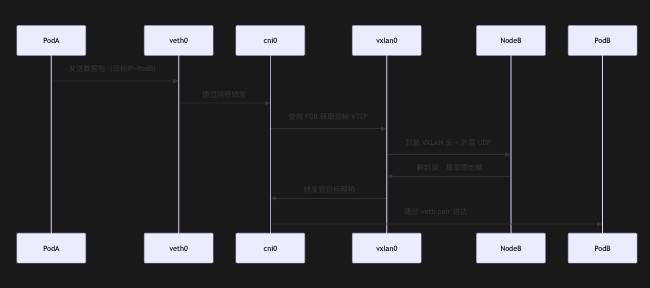 PodA veth0 cni0 vxlan0 NodeB PodB
发送数据包（目标IP=PodB）
通过网桥转发
查询 FDB 获取目标 VTEP
封装 VXLAN 头 + 外层 UDP
解封装，提取原始帧
转发到目标网桥
通过 veth pair 送达
PodA veth0 cni0 vxlan0 NodeB PodB